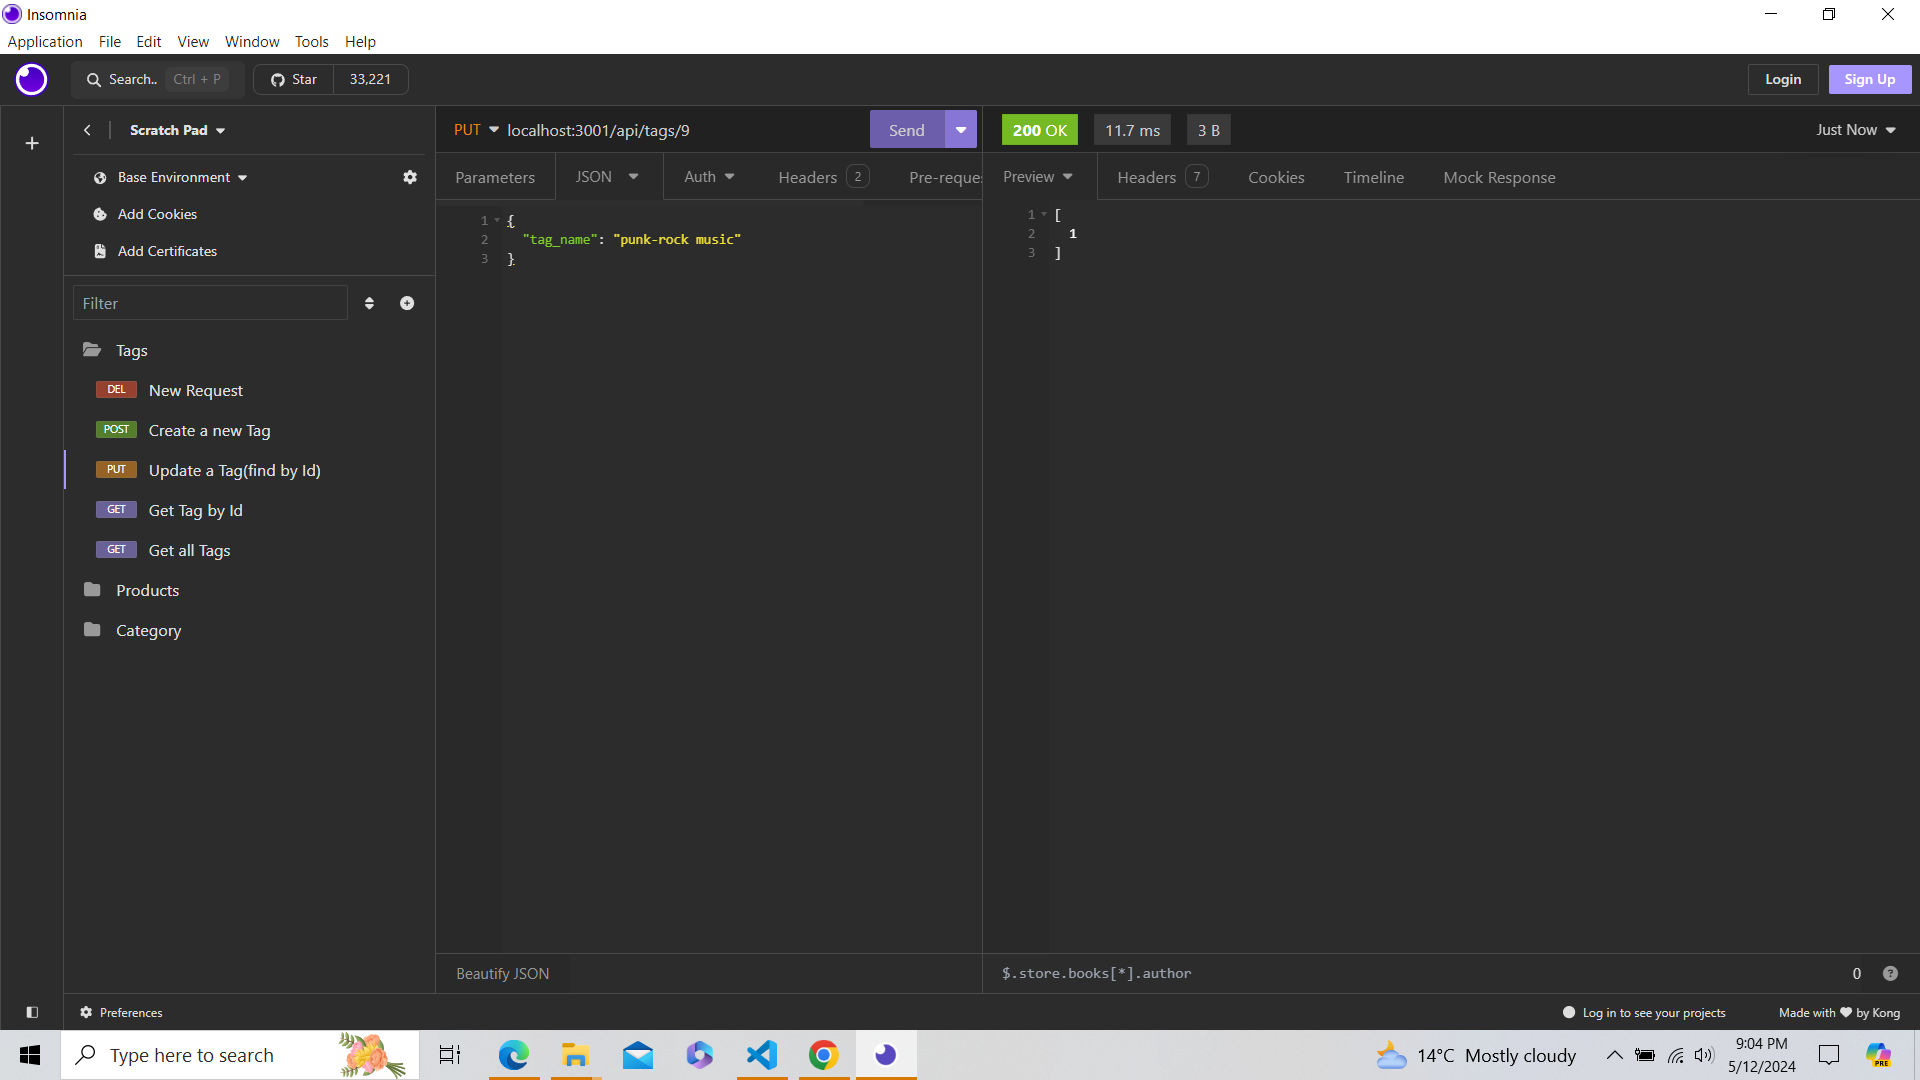 Insomnia
Application File Edit View Window Tools Help
Search.. Ctrl + P Star 33,221 Login Sign Up
Scratch Pad
Base Environment
Add Cookies
Add Certificates
Filter
Tags
DEL New Request
POST Create a new Tag
PUT Update a Tag(find by Id)
GET Get Tag by Id
GET Get all Tags
Products
Category
PUT localhost:3001/api/tags/9 Send
Parameters JSON Auth Headers 2 Pre-reques
1 {
2 "tag_name": "punk-rock music"
3 }
Beautify JSON
200 OK 11.7 ms 3 B Just Now
Preview Headers 7 Cookies Timeline Mock Response
1 [
2 1
3 ]
$.store.books[*].author 0 ?
Preferences Log in to see your projects Made with ❤ by Kong
Type here to search 14°C Mostly cloudy 9:04 PM
5/12/2024
PRE